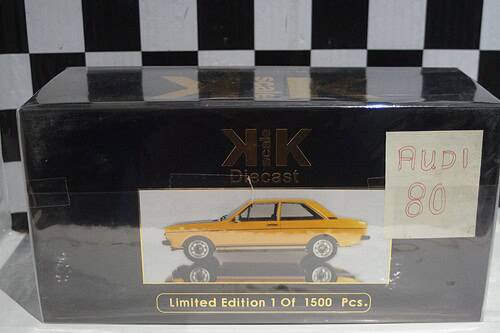 KK
scale
Diecast
AUDI
80
Limited Edition 1 Of 1500 Pcs.